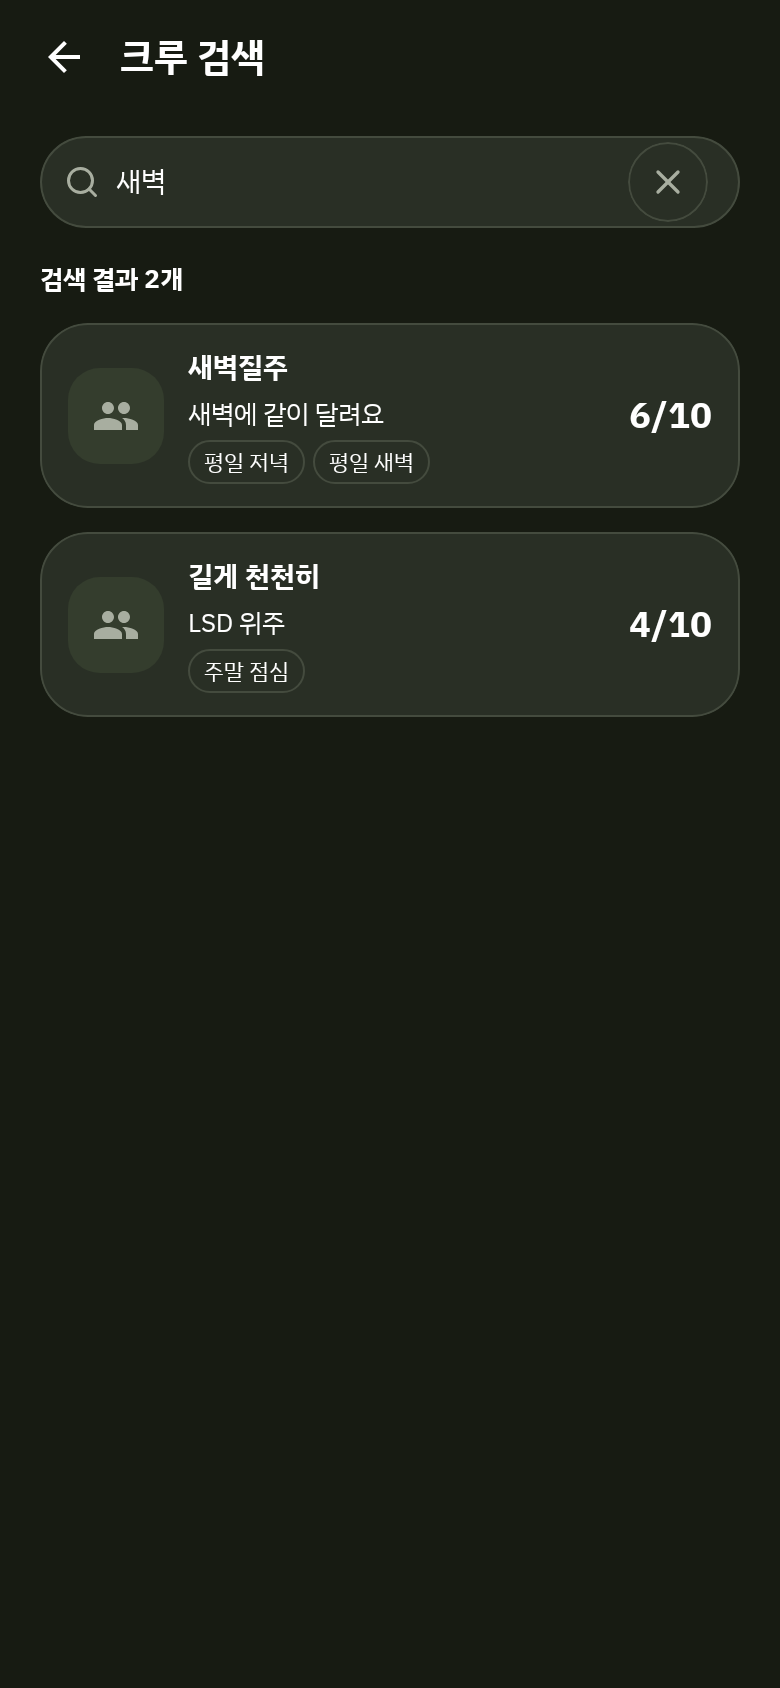 크루 검색
새벽
검색 결과 2개
새벽질주
새벽에 같이 달려요
6/10
평일 저녁 평일 새벽
길게 천천히
LSD 위주
4/10
주말 점심